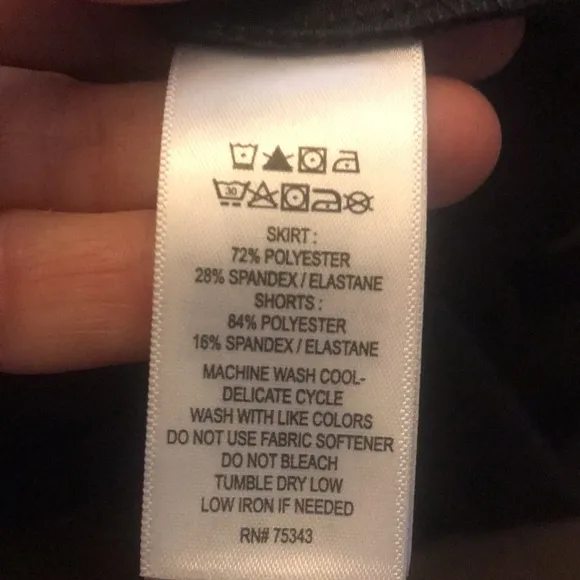 30
SKIRT :
72% POLYESTER
28% SPANDEX / ELASTANE
SHORTS :
84% POLYESTER
16% SPANDEX / ELASTANE
MACHINE WASH COOL-
DELICATE CYCLE
WASH WITH LIKE COLORS
DO NOT USE FABRIC SOFTENER
DO NOT BLEACH
TUMBLE DRY LOW
LOW IRON IF NEEDED
RN# 75343